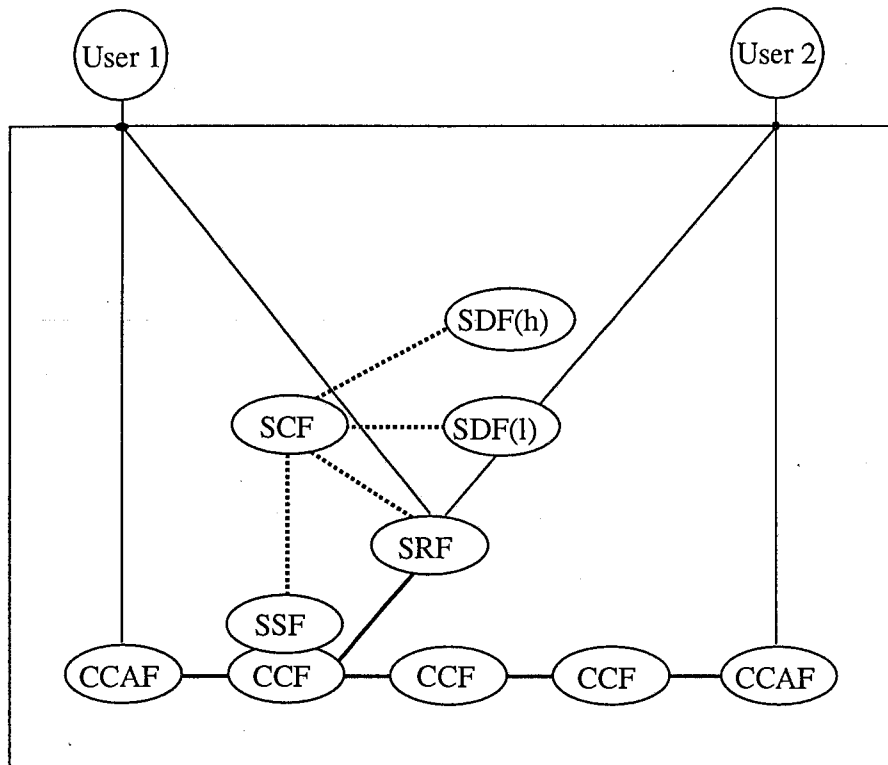 User 1
User 2
SDF(h)
SCF
SDF(l)
SRF
SSF
CCAF
CCF
CCF
CCF
CCAF